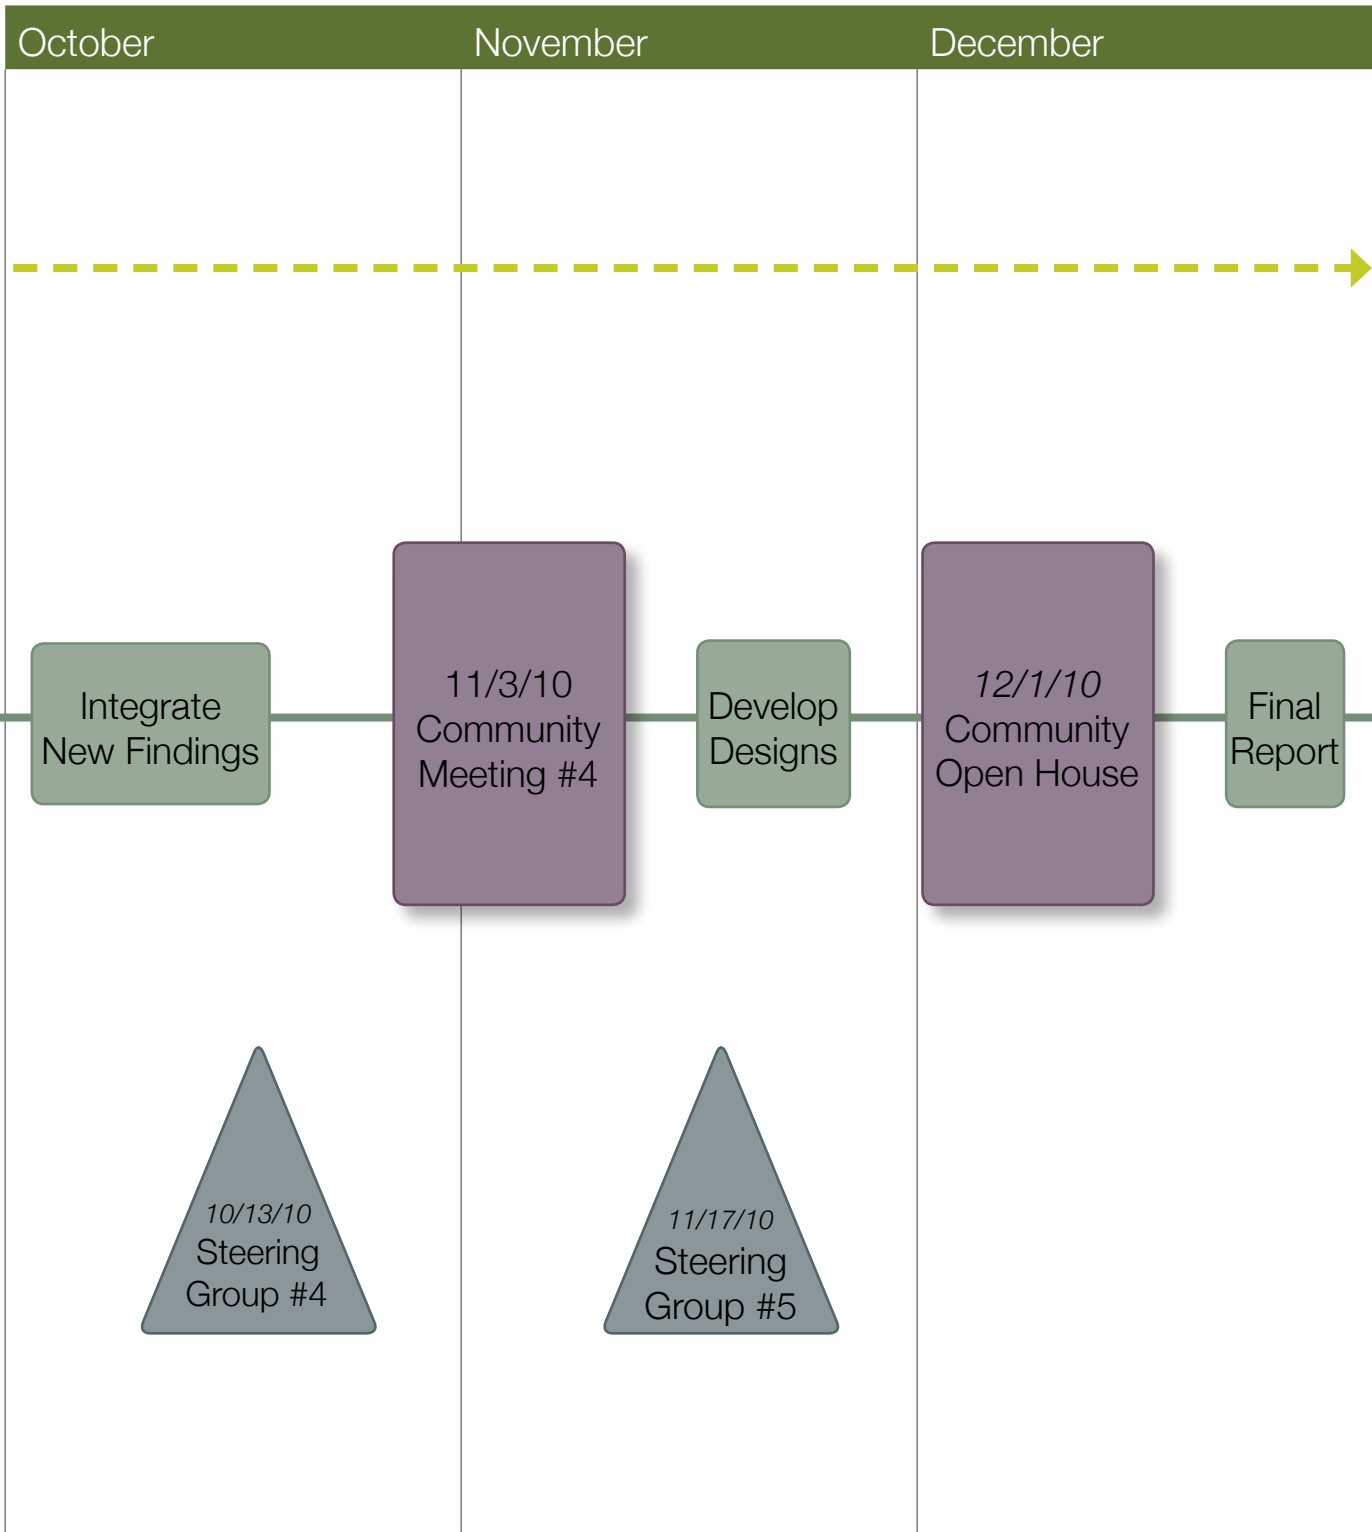 October
November
December
Integrate
New Findings
11/3/10
Community
Meeting #4
Develop
Designs
12/1/10
Community
Open House
Final
Report
10/13/10
Steering
Group #4
11/17/10
Steering
Group #5